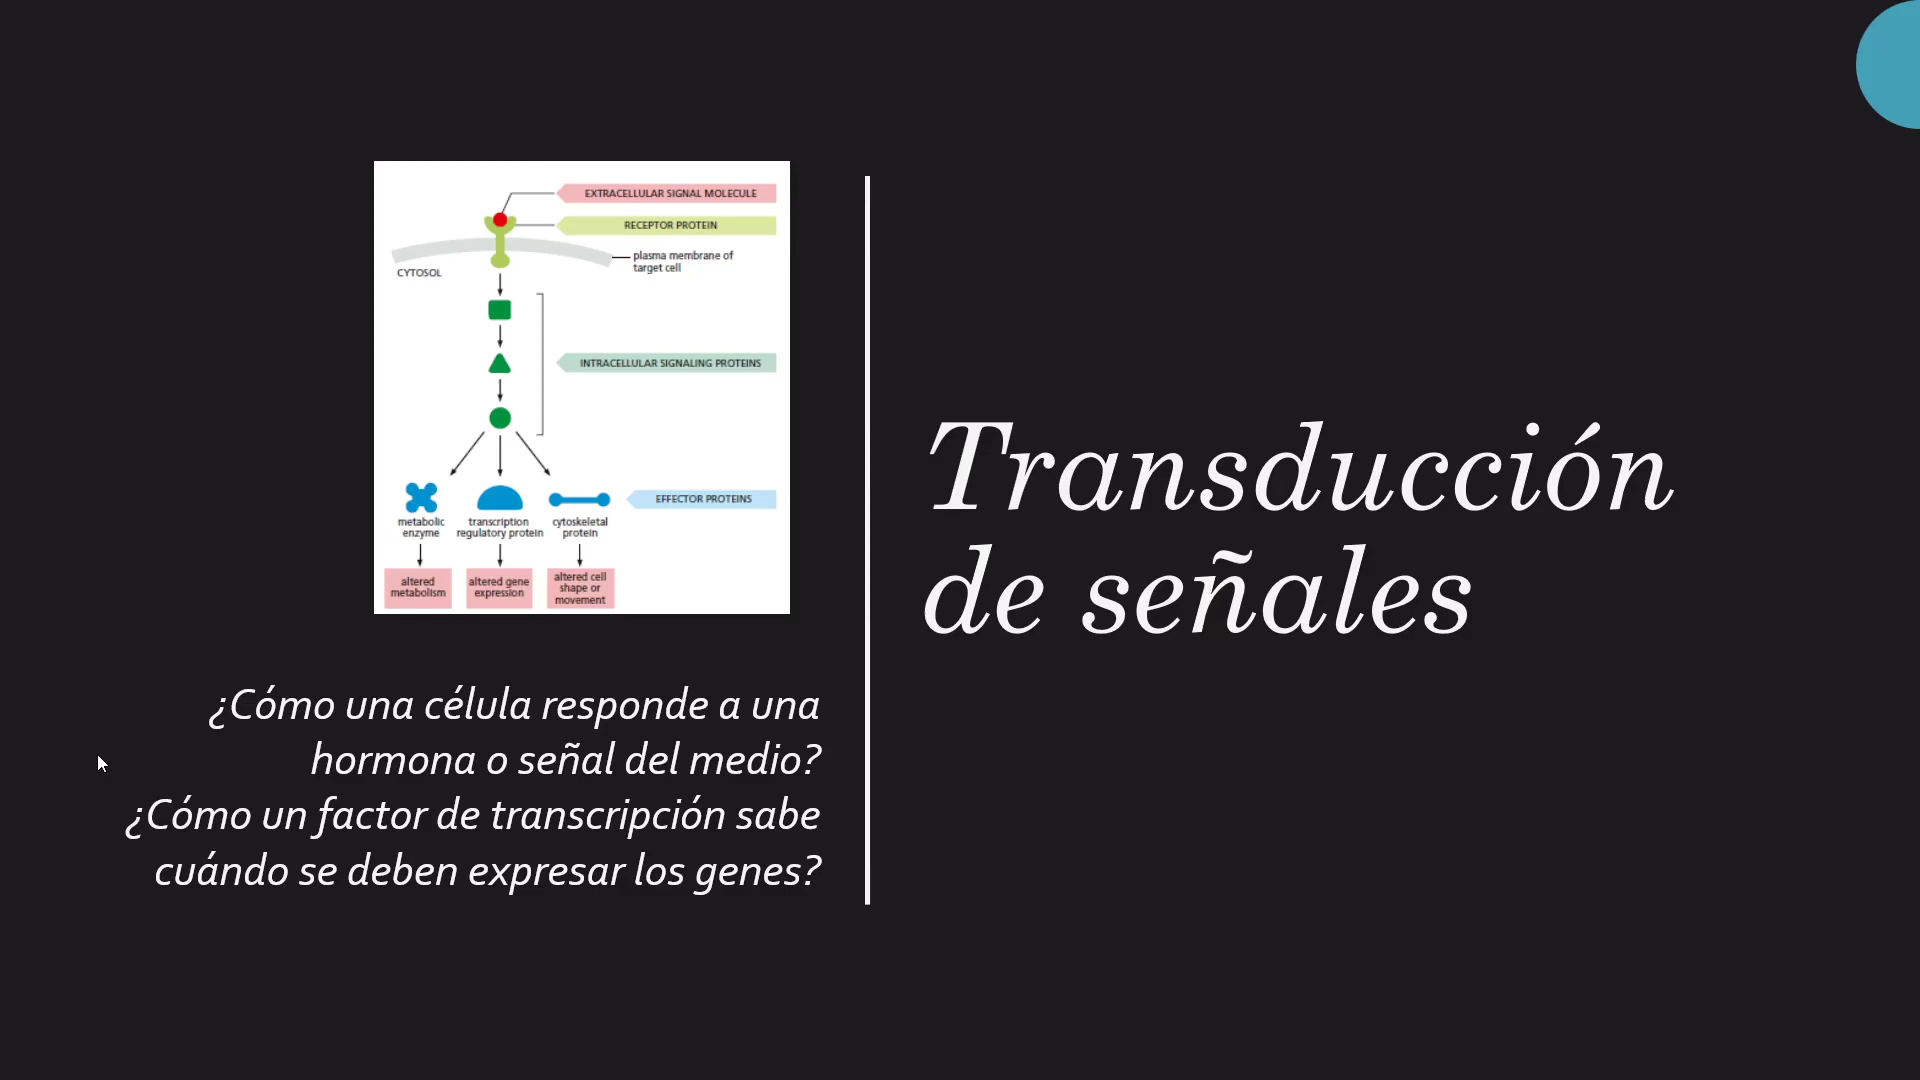 EXTRACELLULAR SIGNAL MOLECULE
RECEPTOR PROTEIN
plasma membrane of
target cell
CYTOSOL
INTRACELLULAR SIGNALING PROTEINS
EFFECTOR PROTEINS
metabolic
enzyme
transcription
regulatory protein
cytoskeletal
protein
altered
metabolism
altered gene
expression
altered cell
shape or
movement
¿Cómo una célula responde a una
hormona o señal del medio?
¿Cómo un factor de transcripción sabe
cuándo se deben expresar los genes?
Transducción
de señales